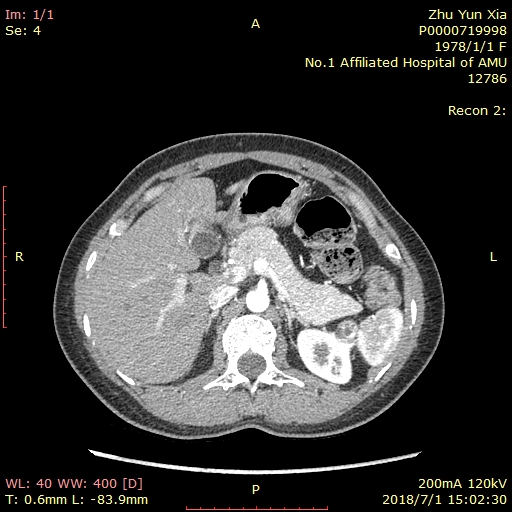 Im: 1/1
Se: 4
A
Zhu Yun Xia
P0000719998
1978/1/1 F
No.1 Affiliated Hospital of AMU
12786
Recon 2:
R
L
WL: 40 WW: 400 [D]
T: 0.6mm L: -83.9mm
P
200mA 120kV
2018/7/1 15:02:30